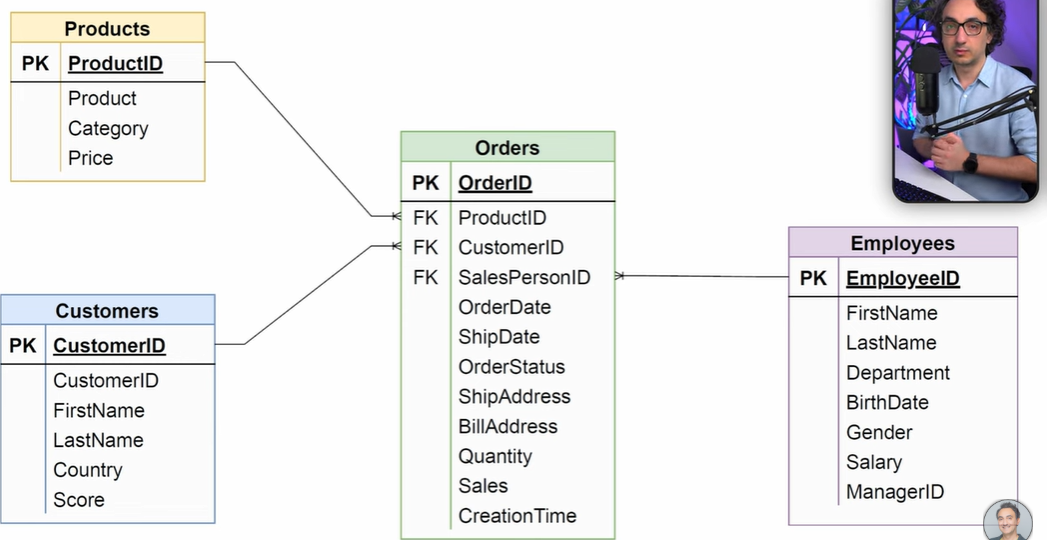 Products
PK ProductID
Product
Category
Price
Customers
PK CustomerID
CustomerID
FirstName
LastName
Country
Score
Orders
PK OrderID
FK ProductID
FK CustomerID
FK SalesPersonID
OrderDate
ShipDate
OrderStatus
ShipAddress
BillAddress
Quantity
Sales
CreationTime
Employees
PK EmployeeID
FirstName
LastName
Department
BirthDate
Gender
Salary
ManagerID